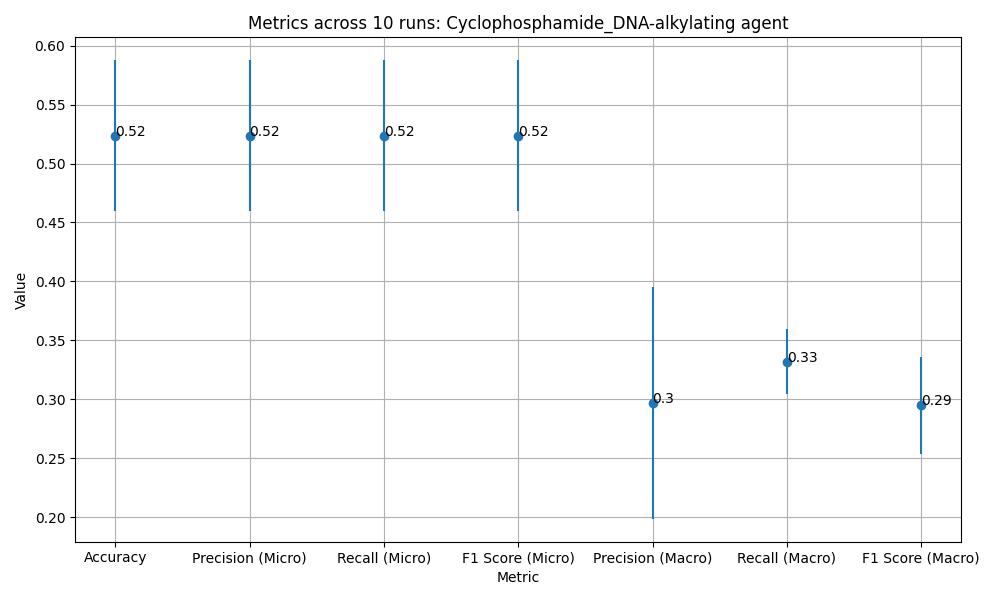 Metrics across 10 runs: Cyclophosphamide_DNA-alkylating agent
0.60
0.55
0.50
0.45
0.40
0.35
0.30
0.25
0.20
Value
0.52
0.52
0.52
0.52
0.3
0.33
0.29
Accuracy
Precision (Micro)
Recall (Micro)
F1 Score (Micro)
Precision (Macro)
Recall (Macro)
F1 Score (Macro)
Metric